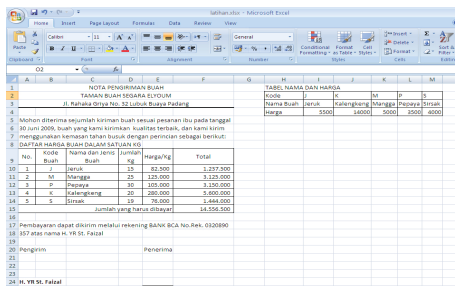 latihan.xlsx - Microsoft Excel
Home Insert Page Layout Formulas Data Review View
Calibri 11 General Insert
Paste Conditional Format Cell Delete Sort &
Formatting as Table Styles Format Filter
Clipboard Font Alignment Number Styles Cells
O2 fx
A B C D E F G H I J K L M
1 NOTA PENGIRIMAN BUAH TABEL NAMA DAN HARGA
2 TAMAN BUAH SEGARA ELYOUM Kode J K M P S
3 Jl. Rahaka Griya No. 32 Lubuk Buaya Padang Nama Buah Jeruk Kalengkeng Mangga Pepaya Sirsak
4 Harga 5500 14000 5000 3500 4000
5 Mohon diterima sejumlah kiriman buah sesuai pesanan ibu pada tanggal
6 30 Juni 2009, buah yang kami kirimkan kualitas terbaik, dan kami kirim
7 menggunakan kemasan tahan busuk dengan perincian sebagai berikut:
8 DAFTAR HARGA BUAH DALAM SATUAN KG
9 No. Kode Buah Nama dan Jenis Buah Jumlah Kg Harga/Kg Total
10 1 J Jeruk 15 82.500 1.237.500
11 2 M Mangga 25 125.000 3.125.000
12 3 P Pepaya 30 105.000 3.150.000
13 4 K Kalengkeng 20 280.000 5.600.000
14 5 S Sirsak 19 76.000 1.444.000
15 Jumlah yang harus dibayar 14.556.500
16
17 Pembayaran dapat dikirim melalui rekening BANK BCA No.Rek. 0320890
18 357 atas nama H. YR St. Faizal
19
20 Pengirim Penerima
21
22
23
24 H. YR St. Faizal